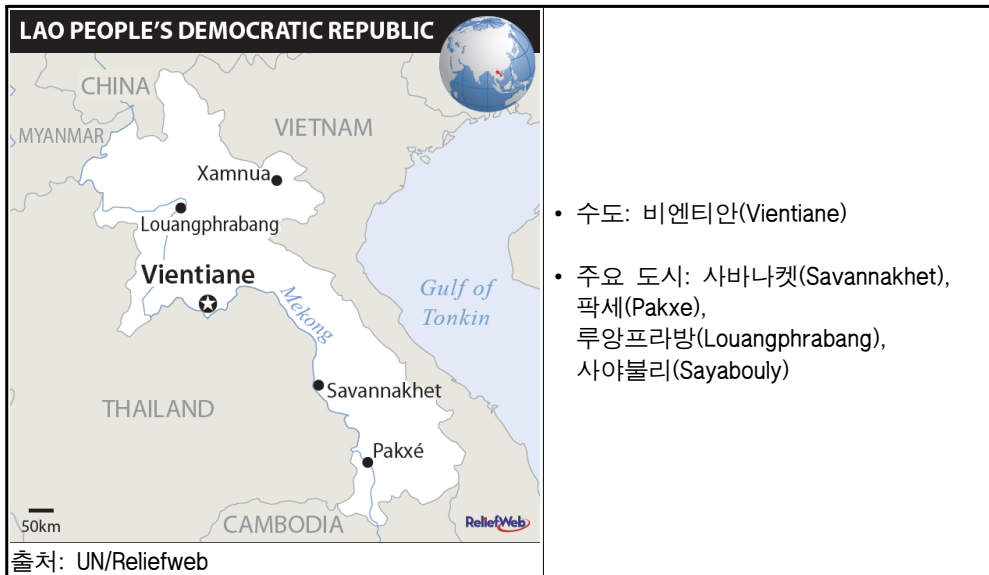 LAO PEOPLE'S DEMOCRATIC REPUBLIC
CHINA
MYANMAR
VIETNAM
Xamnua
Louangphrabang
Vientiane
Gulf of
Tonkin
Mekong
Savannakhet
THAILAND
Pakxé
50km
CAMBODIA
ReliefWeb
출처: UN/Reliefweb
• 수도: 비엔티안(Vientiane)
• 주요 도시: 사바나켓(Savannakhet),
팍세(Pakxe),
루앙프라방(Louangphrabang),
사야불리(Sayabouly)